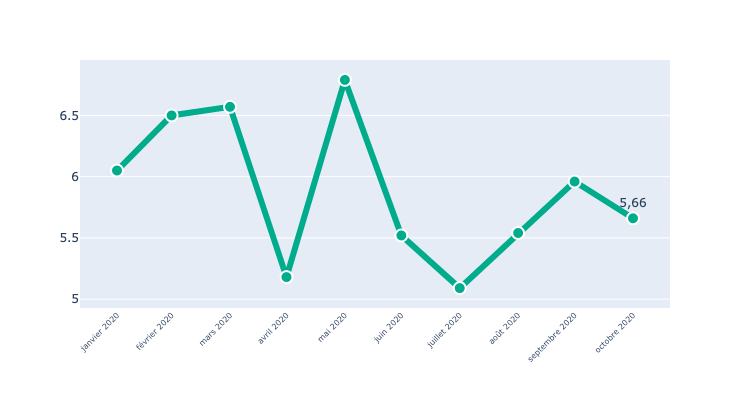 6.5
6
5.5
5
5,66
janvier 2020
février 2020
mars 2020
avril 2020
mai 2020
juin 2020
juillet 2020
août 2020
septembre 2020
octobre 2020